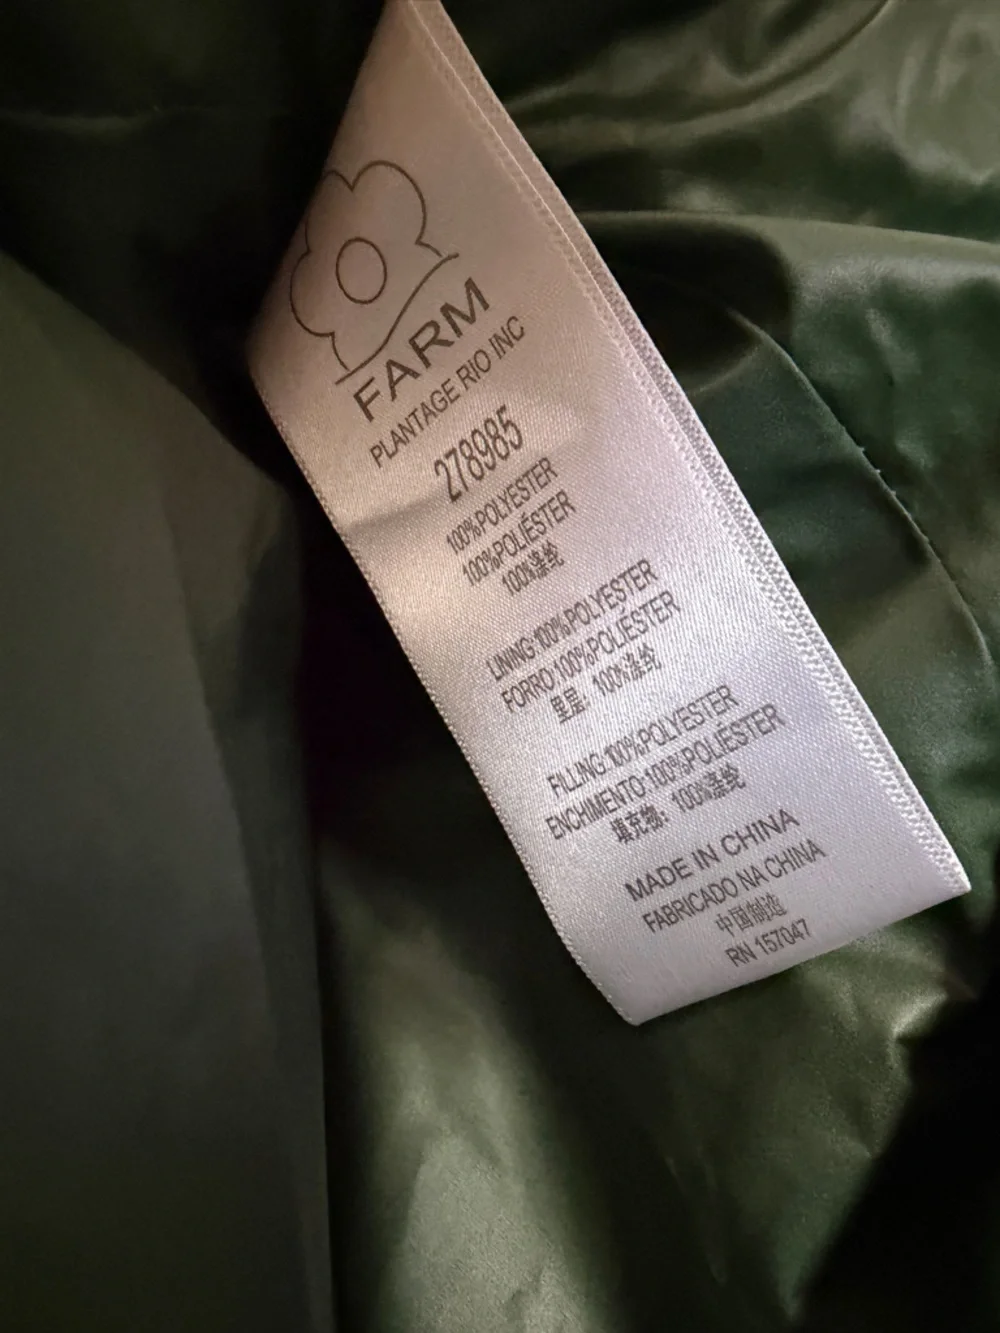 FARM
PLANTAGE RIO INC
278985
100%POLYESTER
100%POLIÉSTER
100%涤纶
LINING:100%POLYESTER
FORRO:100%POLIÉSTER
里层：100%涤纶
FILLING:100%POLYESTER
ENCHIMENTO:100%POLIÉSTER
填充物：100%涤纶
MADE IN CHINA
FABRICADO NA CHINA
中国制造
RN 157047